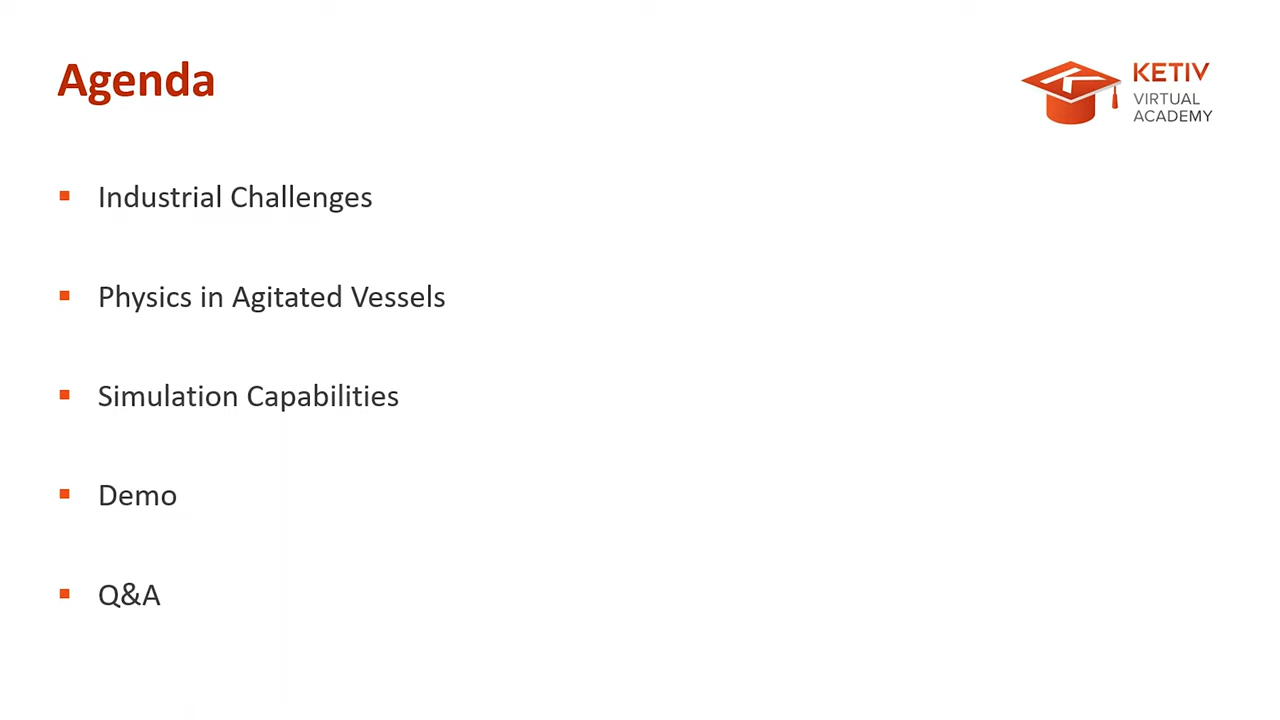 Agenda
KETIV
VIRTUAL
ACADEMY
Industrial Challenges
Physics in Agitated Vessels
Simulation Capabilities
Demo
Q&A